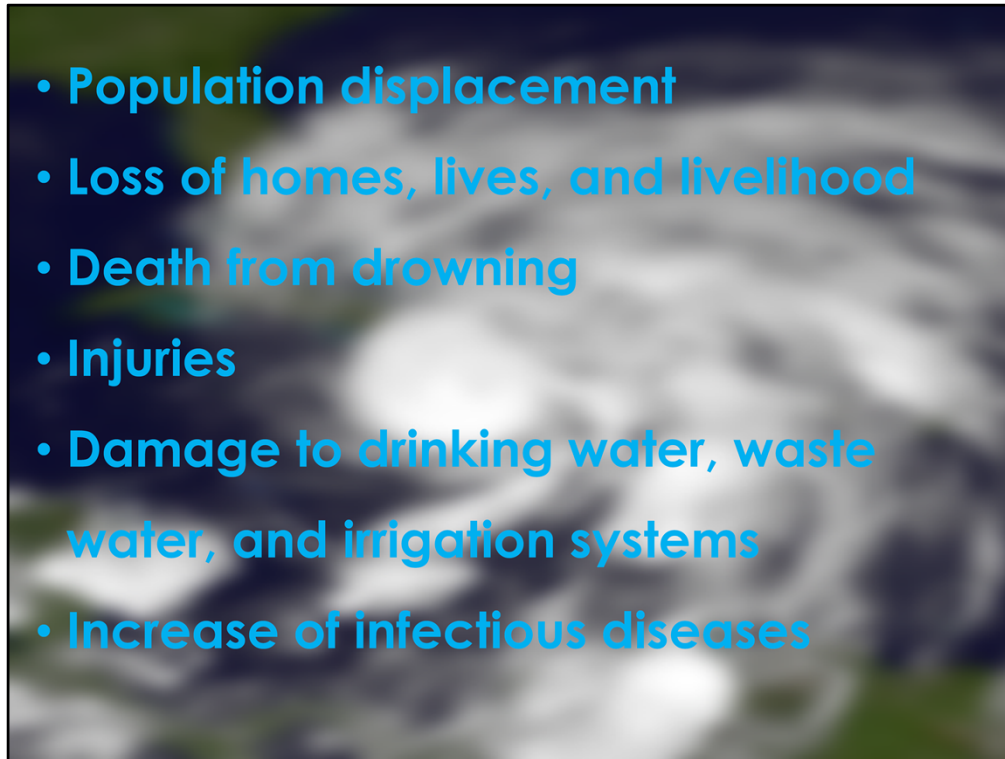 • Population displacement
• Loss of homes, lives, and livelihood
• Death from drowning
• Injuries
• Damage to drinking water, waste
water, and irrigation systems
• Increase of infectious diseases